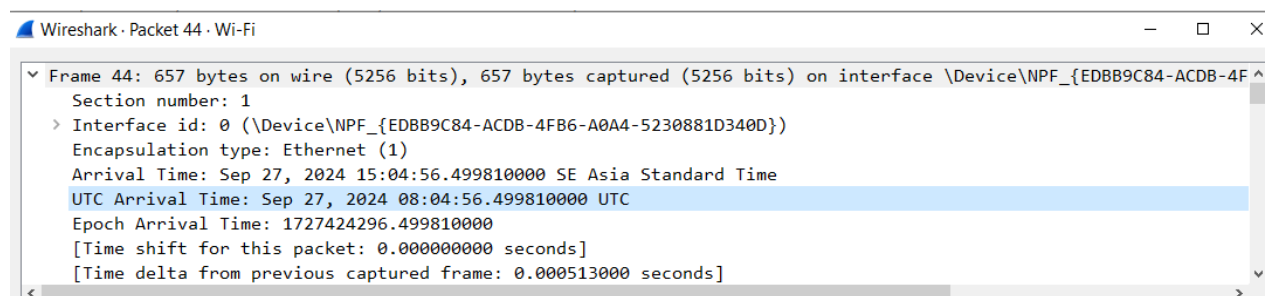 Wireshark · Packet 44 · Wi-Fi
Frame 44: 657 bytes on wire (5256 bits), 657 bytes captured (5256 bits) on interface \Device\NPF_{EDBB9C84-ACDB-4F
Section number: 1
Interface id: 0 (\Device\NPF_{EDBB9C84-ACDB-4FB6-A0A4-5230881D340D})
Encapsulation type: Ethernet (1)
Arrival Time: Sep 27, 2024 15:04:56.499810000 SE Asia Standard Time
UTC Arrival Time: Sep 27, 2024 08:04:56.499810000 UTC
Epoch Arrival Time: 1727424296.499810000
[Time shift for this packet: 0.000000000 seconds]
[Time delta from previous captured frame: 0.000513000 seconds]